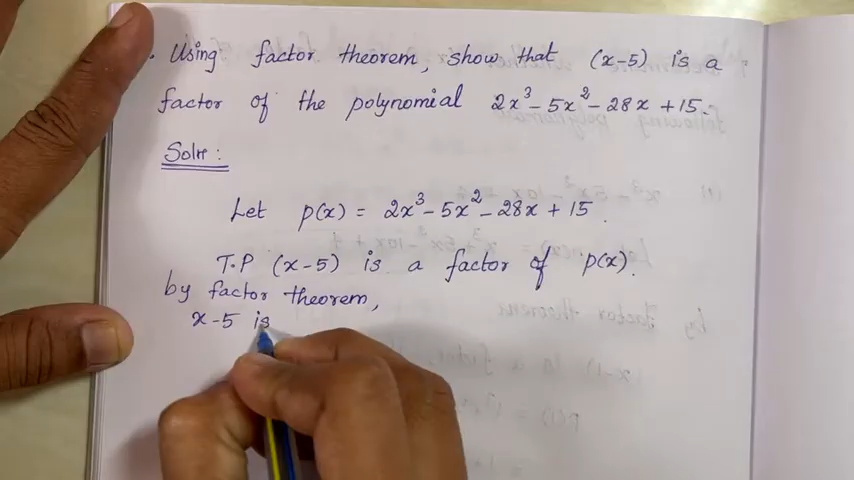 . Using factor theorem, show that (x-5) is a
factor of the polynomial 2x³ - 5x² - 28x + 15.
Soln :
Let p(x) = 2x³ - 5x² - 28x + 15 .
T.P (x-5) is a factor of p(x).
by factor theorem,
x-5 is